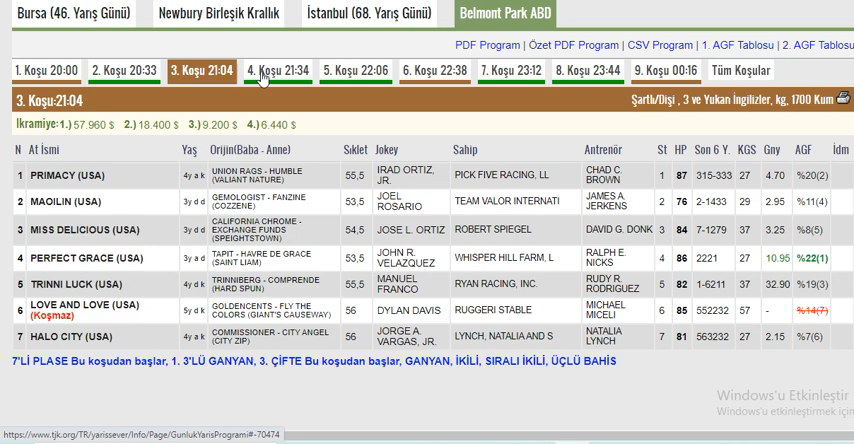 Bursa (46. Yarış Günü) Newbury Birleşik Krallık İstanbul (68. Yarış Günü) Belmont Park ABD
PDF Program | Özet PDF Program | CSV Program | 1. AGF Tablosu | 2. AGF Tablosu
1. Koşu 20:00 2. Koşu 20:33 3. Koşu 21:04 4. Koşu 21:34 5. Koşu 22:06 6. Koşu 22:38 7. Koşu 23:12 8. Koşu 23:44 9. Koşu 00:16 Tüm Koşular
3. Koşu:21:04 Şartlı/Dişi , 3 ve Yukarı İngilizler, kg, 1700 Kum
İkramiye: 1.) 57.960 $ 2.) 18.400 $ 3.) 9.200 $ 4.) 6.440 $
N At İsmi Yaş Orijin(Baba - Anne) Sıklet Jokey Sahip Antrenör St HP Son 6 Y. KGS Gny AGF İdm
1 PRIMACY (USA) 4y a k UNION RAGS - HUMBLE (VALIANT NATURE) 55,5 IRAD ORTIZ, JR. PICK FIVE RACING, LL CHAD C. BROWN 1 87 315-333 27 4.70 %20(2)
2 MAOILIN (USA) 3y d d GEMOLOGIST - FANZINE (COZZENE) 53,5 JOEL ROSARIO TEAM VALOR INTERNATI JAMES A. JERKENS 2 76 2-1433 29 2.95 %11(4)
3 MISS DELICIOUS (USA) 3y d d CALIFORNIA CHROME - EXCHANGE FUNDS (SPEIGHTSTOWN) 54,5 JOSE L. ORTIZ ROBERT SPIEGEL DAVID G. DONK 3 84 7-1279 37 3.25 %8(5)
4 PERFECT GRACE (USA) 3y a d TAPIT - HAVRE DE GRACE (SAINT LIAM) 53,5 JOHN R. VELAZQUEZ WHISPER HILL FARM, L RALPH E. NICKS 4 86 2221 27 10.95 %22(1)
5 TRINNI LUCK (USA) 4y d k TRINNIBERG - COMPRENDE (HARD SPUN) 55,5 MANUEL FRANCO RYAN RACING, INC. RUDY R. RODRIGUEZ 5 82 1-6211 37 32.90 %19(3)
6 LOVE AND LOVE (USA) (Koşmaz) 5y d k GOLDENCENTS - FLY THE COLORS (GIANT'S CAUSEWAY) 56 DYLAN DAVIS RUGGERI STABLE MICHAEL MICELI 6 85 552232 57 - %14(7)
7 HALO CITY (USA) 4y a k COMMISSIONER - CITY ANGEL (CITY ZIP) 56 JORGE A. VARGAS, JR. LYNCH, NATALIA AND S NATALIA LYNCH 7 81 563232 27 2.15 %7(6)
7'Lİ PLASE Bu koşudan başlar, 1. 3'LÜ GANYAN, 3. ÇİFTE Bu koşudan başlar, GANYAN, İKİLİ, SIRALI İKİLİ, ÜÇLÜ BAHİS
Windows'u Etkinleştir
Windows'u etkinleştirmek için
https://www.tjk.org/TR/yarissever/Info/Page/GunlukYarisProgrami#-70474